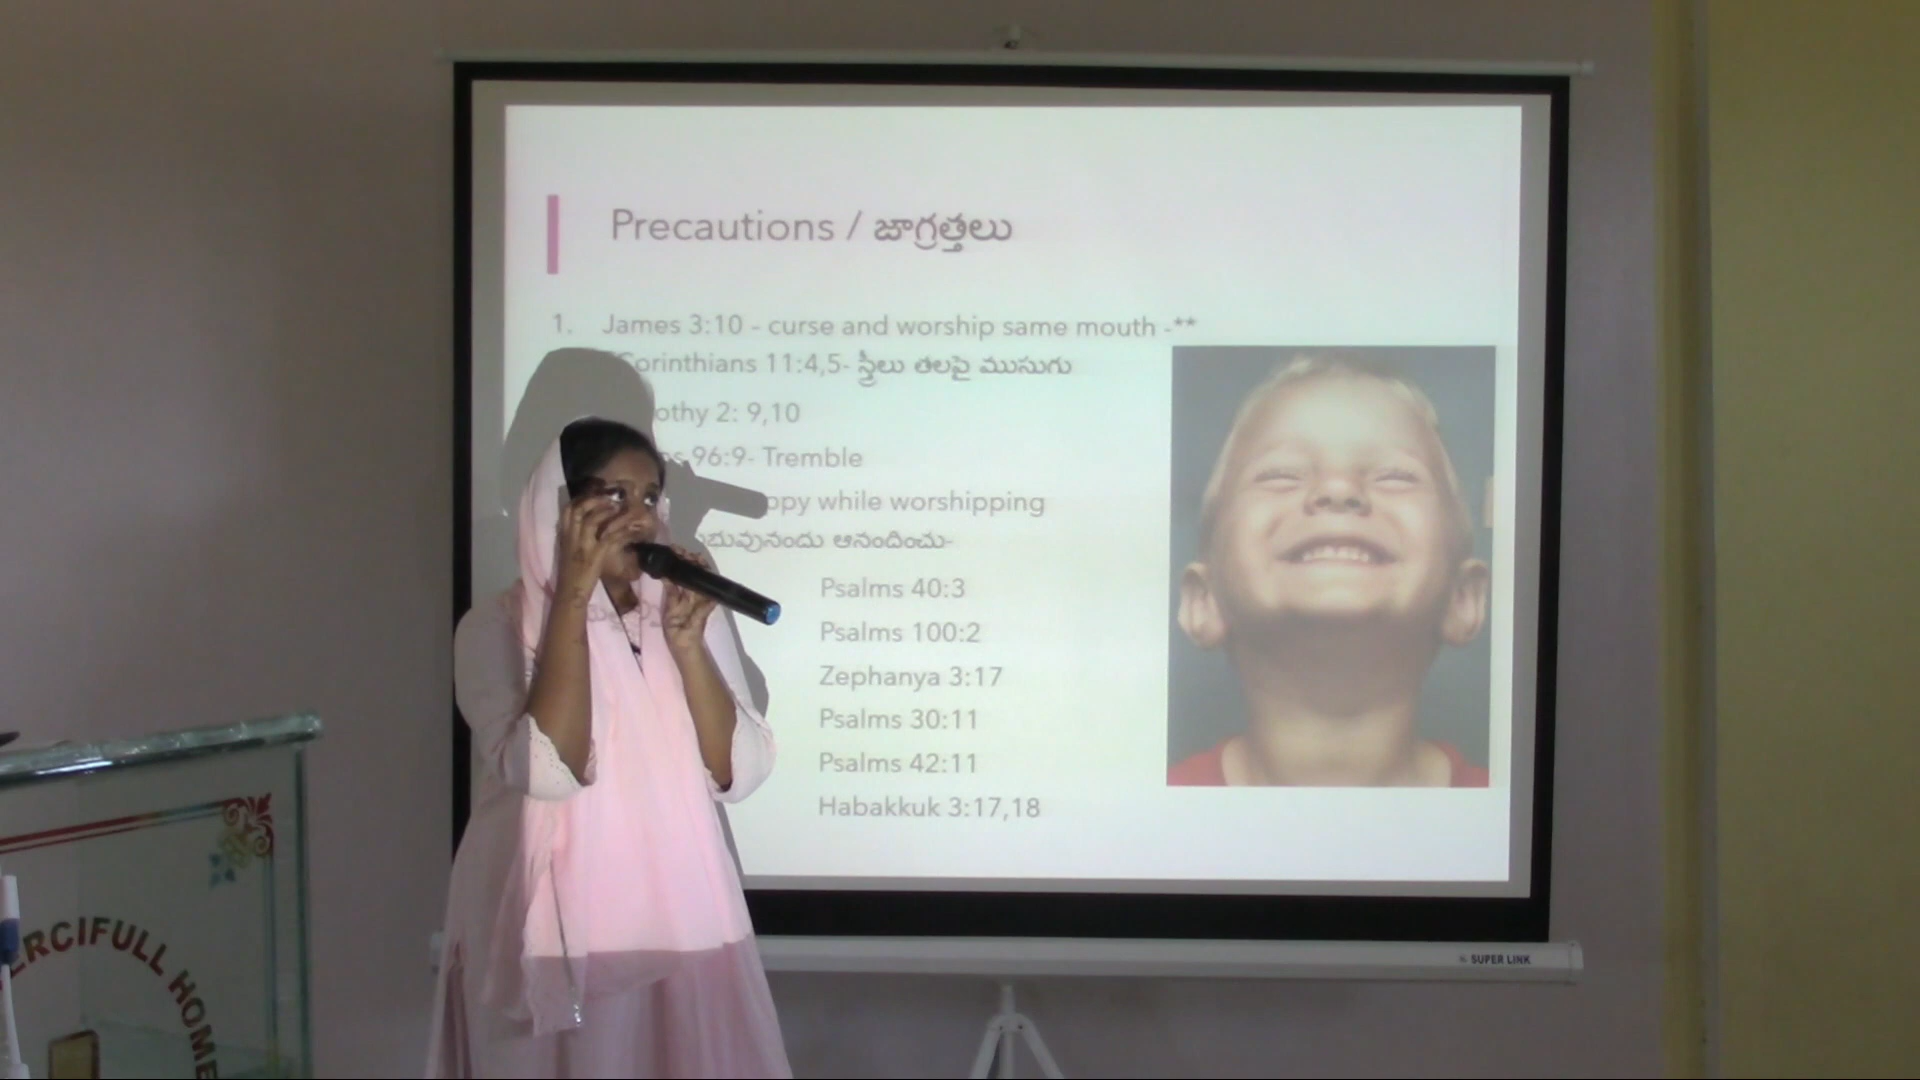 Precautions / జాగ్రత్తలు
1. James 3:10 - curse and worship same mouth -**
Corinthians 11:4,5- స్త్రీలు తలపై ముసుగు
othy 2: 9,10
96:9- Tremble
ppy while worshipping
ఆనందించు-
Psalms 40:3
Psalms 100:2
Zephanya 3:17
Psalms 30:11
Psalms 42:11
Habakkuk 3:17,18
SUPER LINK
ERCIFULL HOME